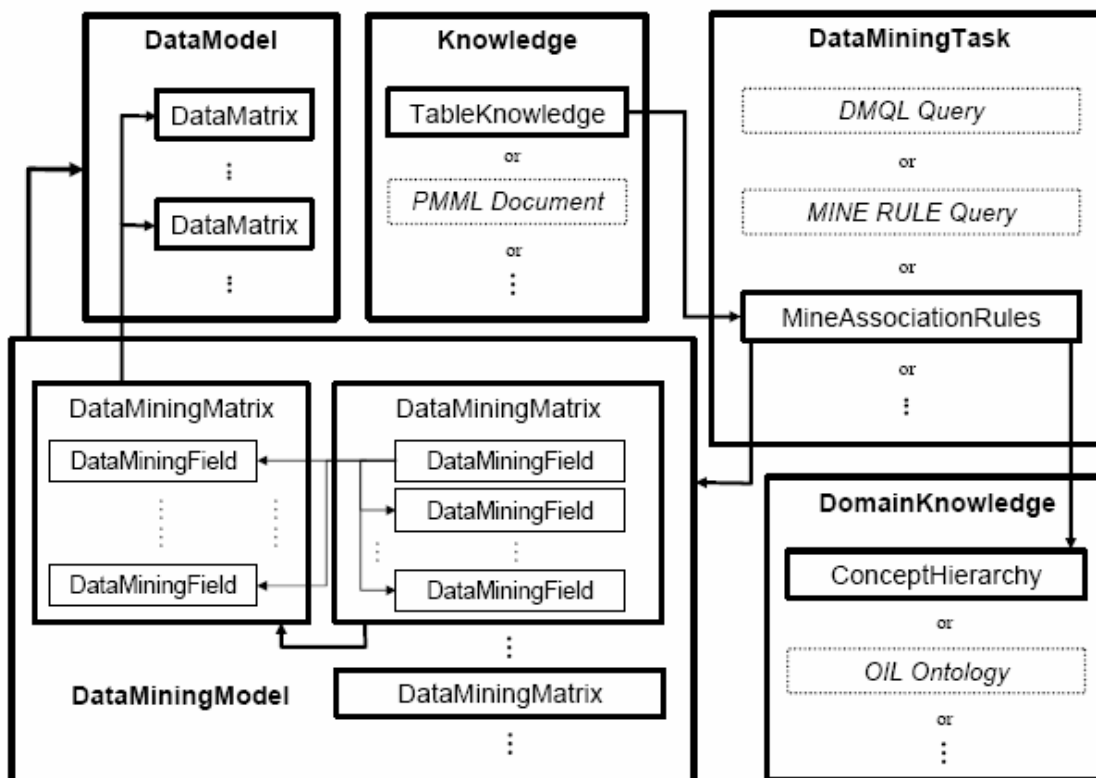 DataModel
DataMatrix
⋮
DataMatrix
⋮
Knowledge
TableKnowledge
or
PMML Document
or
⋮
DataMiningTask
DMQL Query
or
MINE RULE Query
or
MineAssociationRules
or
⋮
DataMiningMatrix
DataMiningField
DataMiningField
DataMiningMatrix
DataMiningField
DataMiningField
DataMiningField
⋮
DataMiningModel
DataMiningMatrix
⋮
DomainKnowledge
ConceptHierarchy
or
OIL Ontology
or
⋮